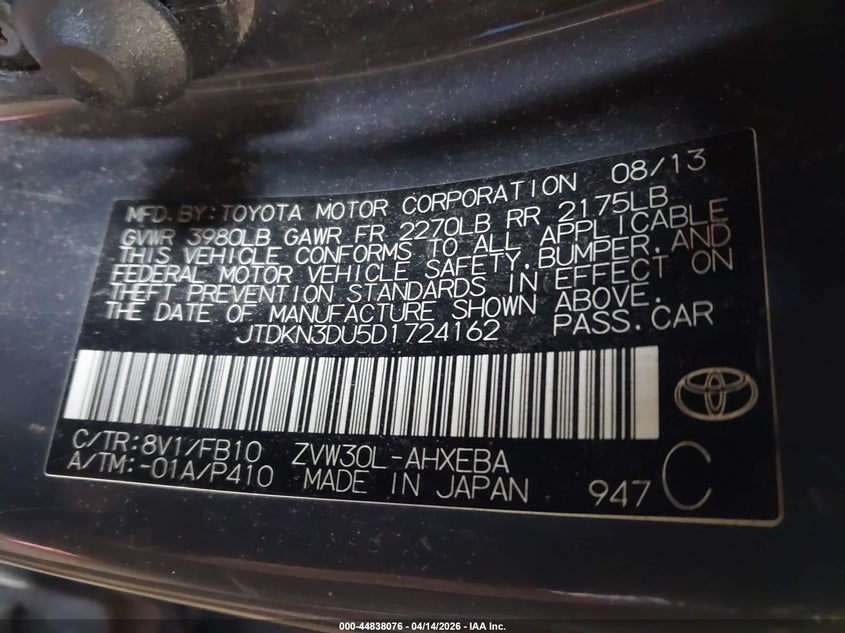 MFD.BY:TOYOTA MOTOR CORPORATION 08/13
GVWR 3980LB GAWR FR 2270LB RR 2175LB
THIS VEHICLE CONFORMS TO ALL APPLICABLE
FEDERAL MOTOR VEHICLE SAFETY,BUMPER,AND
THEFT PREVENTION STANDARDS IN EFFECT ON
THE DATE OF MANUFACTURE SHOWN ABOVE.
JTDKN3DU5D1724162 PASS.CAR
C/TR:8V1/FB10 ZVW30L-AHXEBA
A/TM:-01A/P410 MADE IN JAPAN 947 C
000-44838076 | 04/14/2026 - IAA Inc.